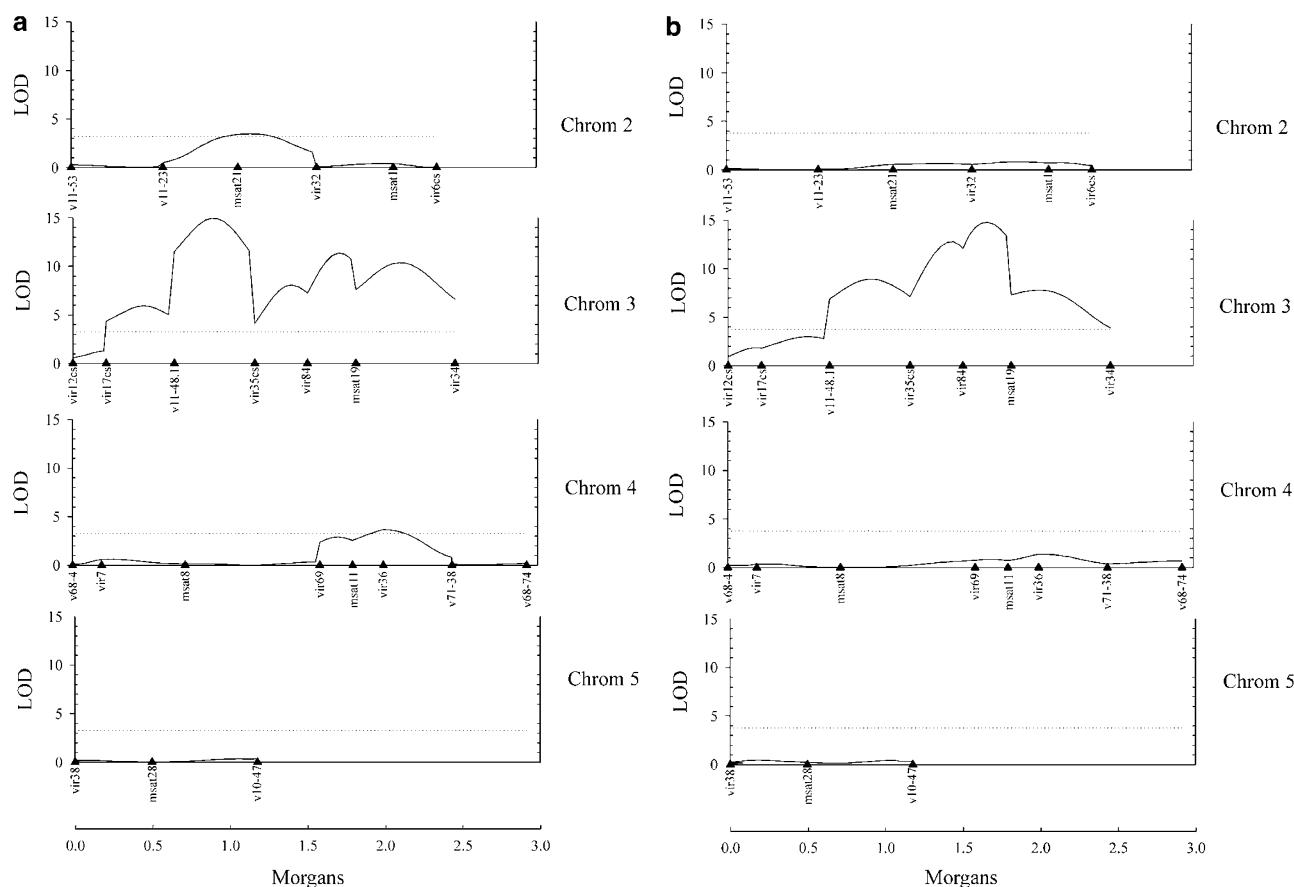 a
15
10
5
0
LOD
v11-53
v11-23
msat21
vir32
msat1
vir6cs
Chrom 2
15
10
5
0
LOD
vir12cs
vir17cs
v11-48.1
vir35cs
vir84
msat19
vir34
Chrom 3
15
10
5
0
LOD
v68-4
vir7
msat8
vir69
msat11
vir36
v71-38
v68-74
Chrom 4
15
10
5
0
LOD
vir38
msat28
v10-47
Chrom 5
0.0 0.5 1.0 1.5 2.0 2.5 3.0
Morgans
b
15
10
5
0
LOD
v11-53
v11-23
msat21
vir32
msat1
vir6cs
Chrom 2
15
10
5
0
LOD
vir12cs
vir17cs
v11-48.1
vir35cs
vir84
msat19
vir34
Chrom 3
15
10
5
0
LOD
v68-4
vir7
msat8
vir69
msat11
vir36
v71-38
v68-74
Chrom 4
15
10
5
0
LOD
vir38
msat28
v10-47
Chrom 5
0.0 0.5 1.0 1.5 2.0 2.5 3.0
Morgans